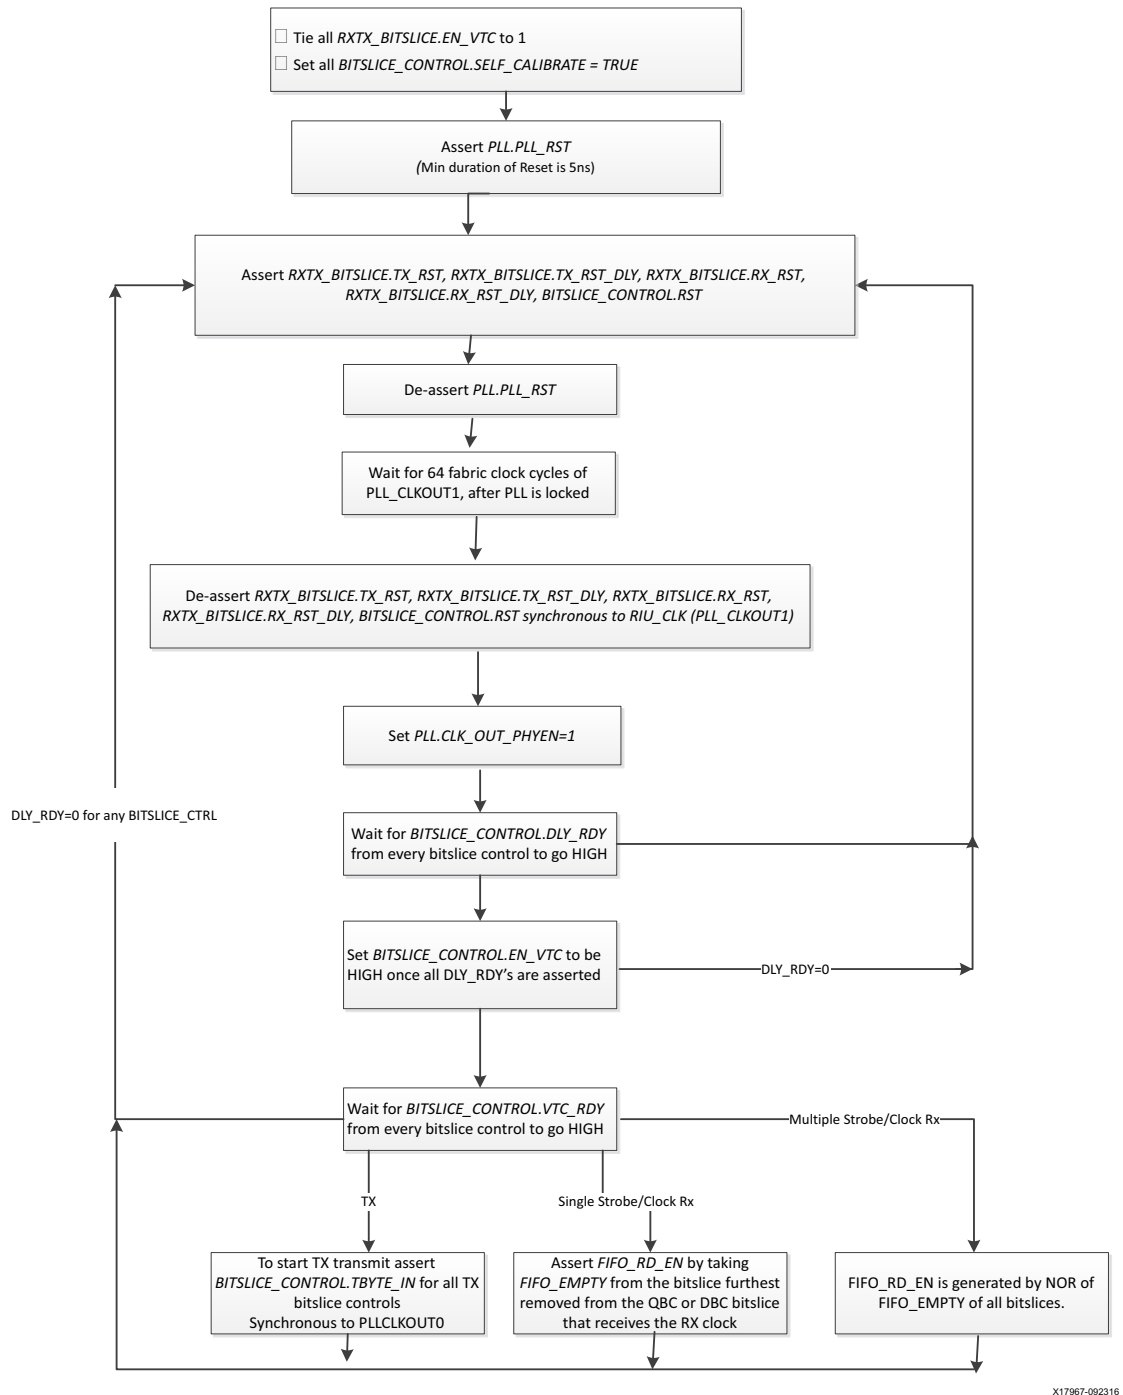 Tie all RXTX_BITSLICE.EN_VTC to 1
Set all BITSLICE_CONTROL.SELF_CALIBRATE = TRUE
Assert PLL.PLL_RST
(Min duration of Reset is 5ns)
Assert RXTX_BITSLICE.TX_RST, RXTX_BITSLICE.TX_RST_DLY, RXTX_BITSLICE.RX_RST,
RXTX_BITSLICE.RX_RST_DLY, BITSLICE_CONTROL.RST
De-assert PLL.PLL_RST
Wait for 64 fabric clock cycles of
PLL_CLKOUT1, after PLL is locked
De-assert RXTX_BITSLICE.TX_RST, RXTX_BITSLICE.TX_RST_DLY, RXTX_BITSLICE.RX_RST,
RXTX_BITSLICE.RX_RST_DLY, BITSLICE_CONTROL.RST synchronous to RIU_CLK (PLL_CLKOUT1)
Set PLL.CLK_OUT_PHYEN=1
DLY_RDY=0 for any BITSLICE_CTRL
Wait for BITSLICE_CONTROL.DLY_RDY
from every bitslice control to go HIGH
Set BITSLICE_CONTROL.EN_VTC to be
HIGH once all DLY_RDY's are asserted
DLY_RDY=0
Wait for BITSLICE_CONTROL.VTC_RDY
from every bitslice control to go HIGH
Multiple Strobe/Clock Rx
TX
Single Strobe/Clock Rx
To start TX transmit assert
BITSLICE_CONTROL.TBYTE_IN for all TX
bitslice controls
Synchronous to PLLCLKOUT0
Assert FIFO_RD_EN by taking
FIFO_EMPTY from the bitslice furthest
removed from the QBC or DBC bitslice
that receives the RX clock
FIFO_RD_EN is generated by NOR of
FIFO_EMPTY of all bitslices.
X17967-092316